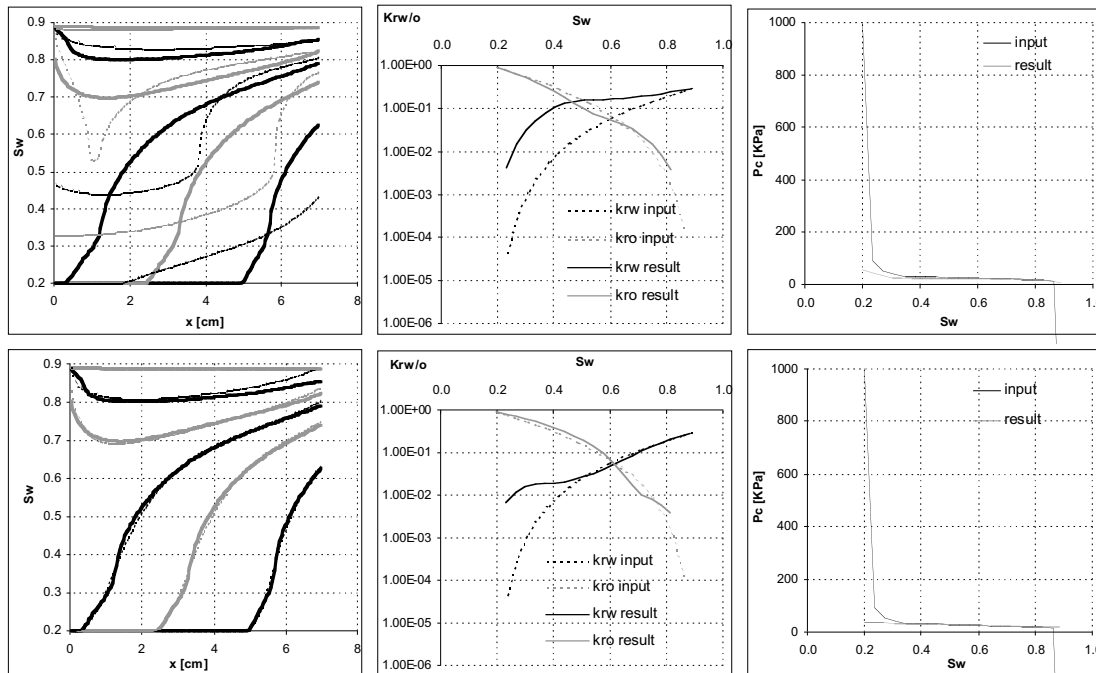 0.9
0.8
0.7
0.6
0.5
0.4
0.3
0.2
Sw
0 2 4 6 8
x [cm]
Krw/o
Sw
0.0 0.2 0.4 0.6 0.8 1.0
1.00E+00
1.00E-01
1.00E-02
1.00E-03
1.00E-04
1.00E-05
1.00E-06
krw input
kro input
krw result
kro result
1000
800
600
400
200
0
Pc [KPa]
input
result
0.0 0.2 0.4 0.6 0.8 1.0
Sw
0.9
0.8
0.7
0.6
0.5
0.4
0.3
0.2
Sw
0 2 4 6 8
x [cm]
Krw/o
Sw
0.0 0.2 0.4 0.6 0.8 1.0
1.00E+00
1.00E-01
1.00E-02
1.00E-03
1.00E-04
1.00E-05
1.00E-06
krw input
kro input
krw result
kro result
1000
800
600
400
200
0
Pc [KPa]
input
result
0.0 0.2 0.4 0.6 0.8 1.0
Sw